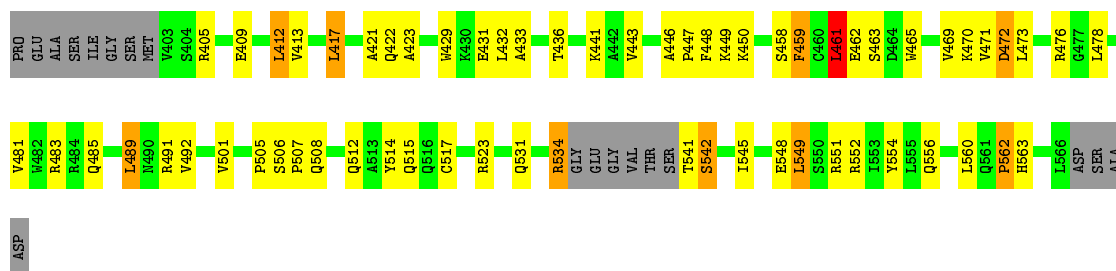 PRO GLU ALA SER ILE GLY SER MET V403 S404 R405 E409 L412 V413 L417 A421 Q422 A423 W429 K430 E431 L432 A433 T436 K441 A442 V443 A446 P447 F448 K449 K450 S458 F459 C460 L461 E462 S463 D464 W465 V469 K470 V471 D472 L473 R476 G477 L478
V481 W482 R483 R484 Q485 L489 N490 R491 V492 V501 P505 S506 P507 Q508 Q512 A513 Y514 Q515 Q516 C517 R523 Q531 R534 GLY GLU GLY VAL THR SER T541 S542 I545 E548 L549 S550 R551 R552 I553 Y554 L555 Q556 L560 Q561 P562 H563 L566 ASP SER ALA
ASP